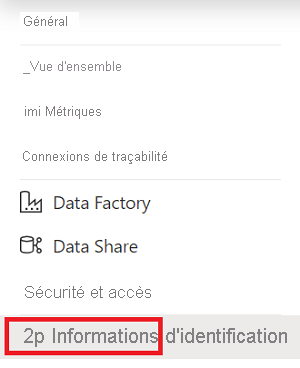 Général
_Vue d'ensemble
imi Métriques
Connexions de traçabilité
Data Factory
Data Share
Sécurité et accès
2p Informations d'identification